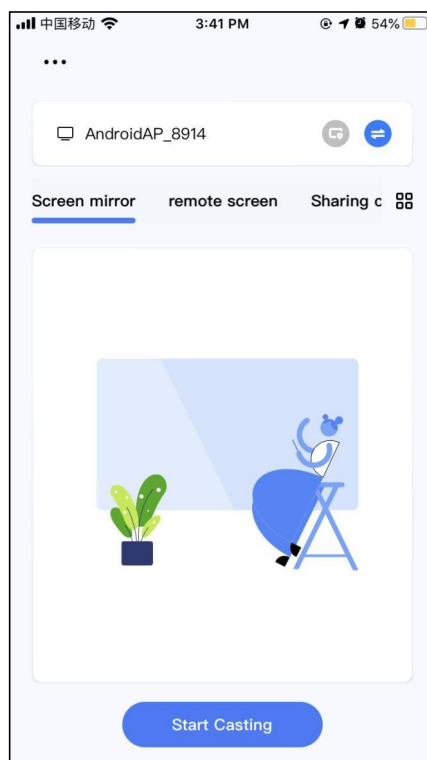 中国移动 3:41 PM 54%
AndroidAP_8914
Screen mirror remote screen Sharing c
Start Casting